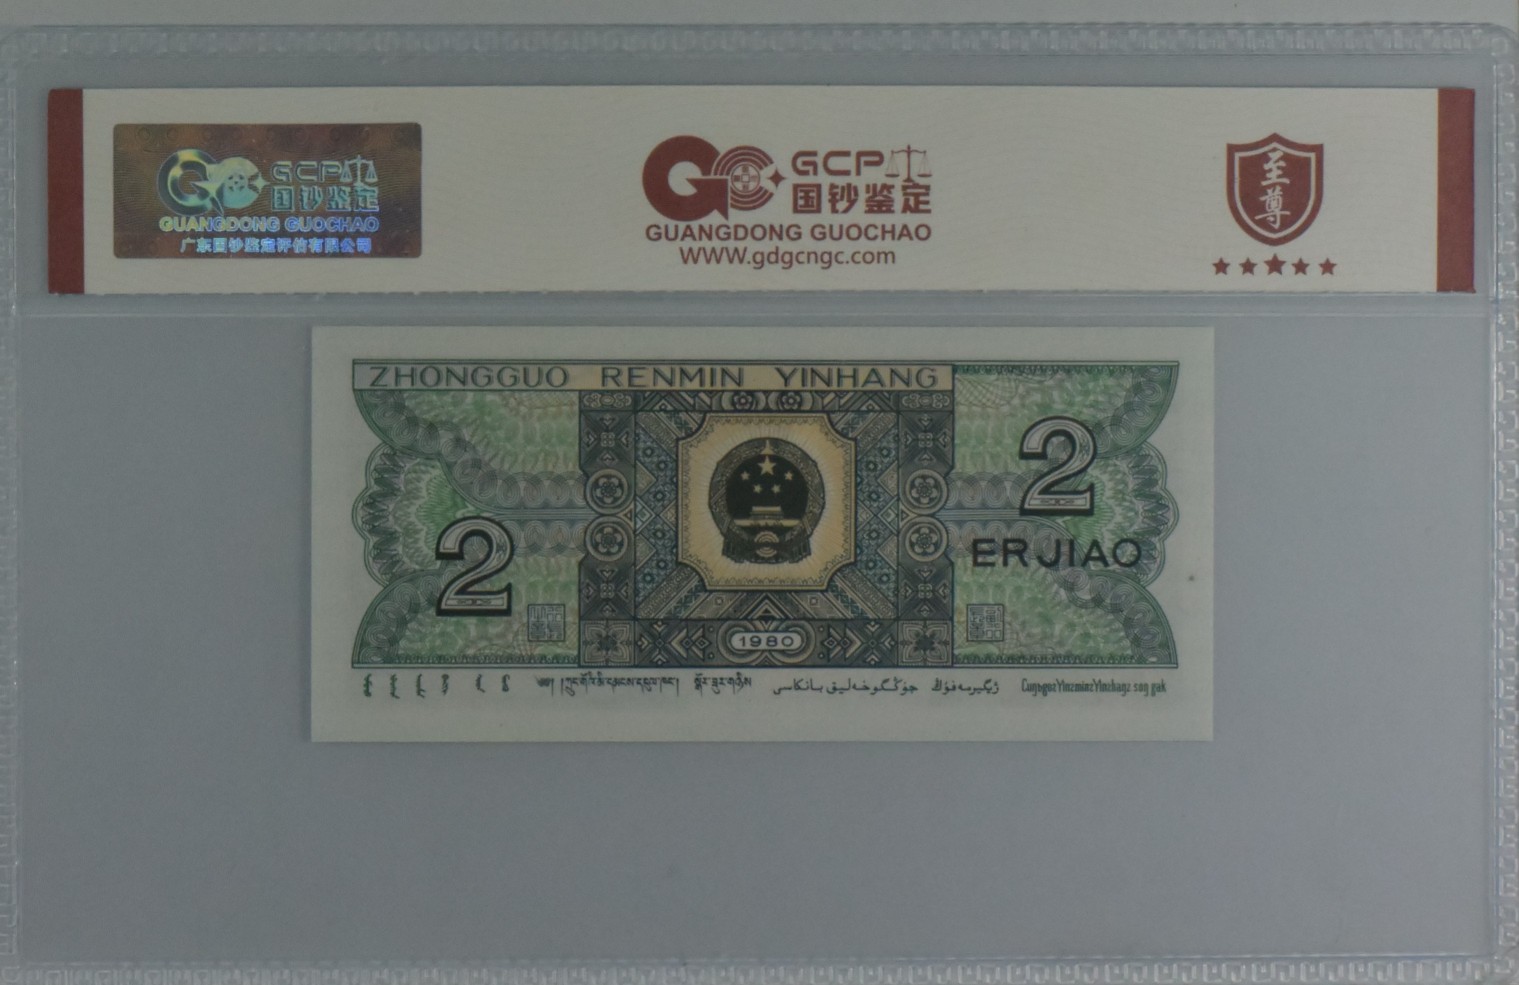 GCP
国钞鉴定
GUANGDONG GUOCHAO
广东国钞鉴定评估有限公司
GCP
国钞鉴定
GUANGDONG GUOCHAO
WWW.gdgcngc.com
至尊
ZHONGGUO RENMIN YINHANG
2
2
ERJIAO
1980
جۇڭگوخەلىق بانكاسى